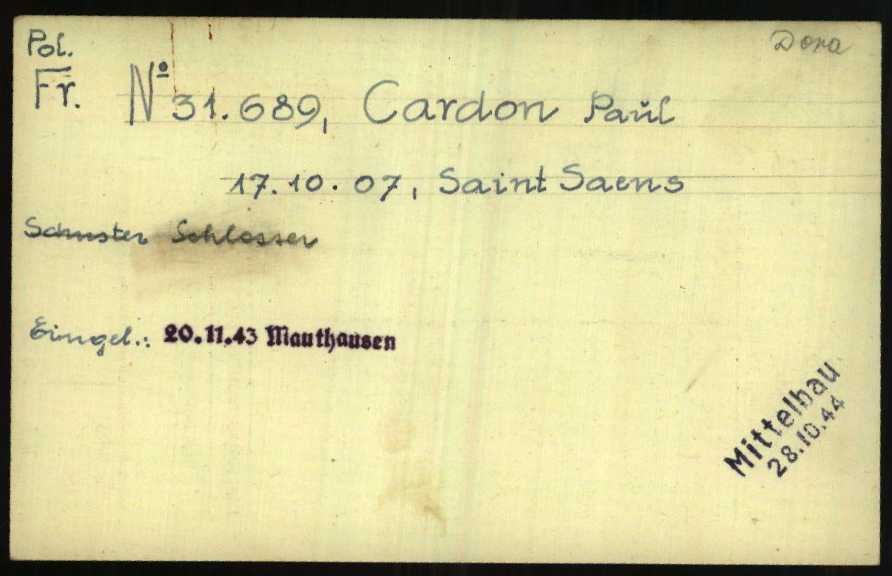 Pol.
Dora
Fr. Nº 31.689, Cardon Paul
17.10.07, Saint Saens
Schuster Schlosser
Eingel.: 20.11.43 Mauthausen
Mittelbau
28.10.44